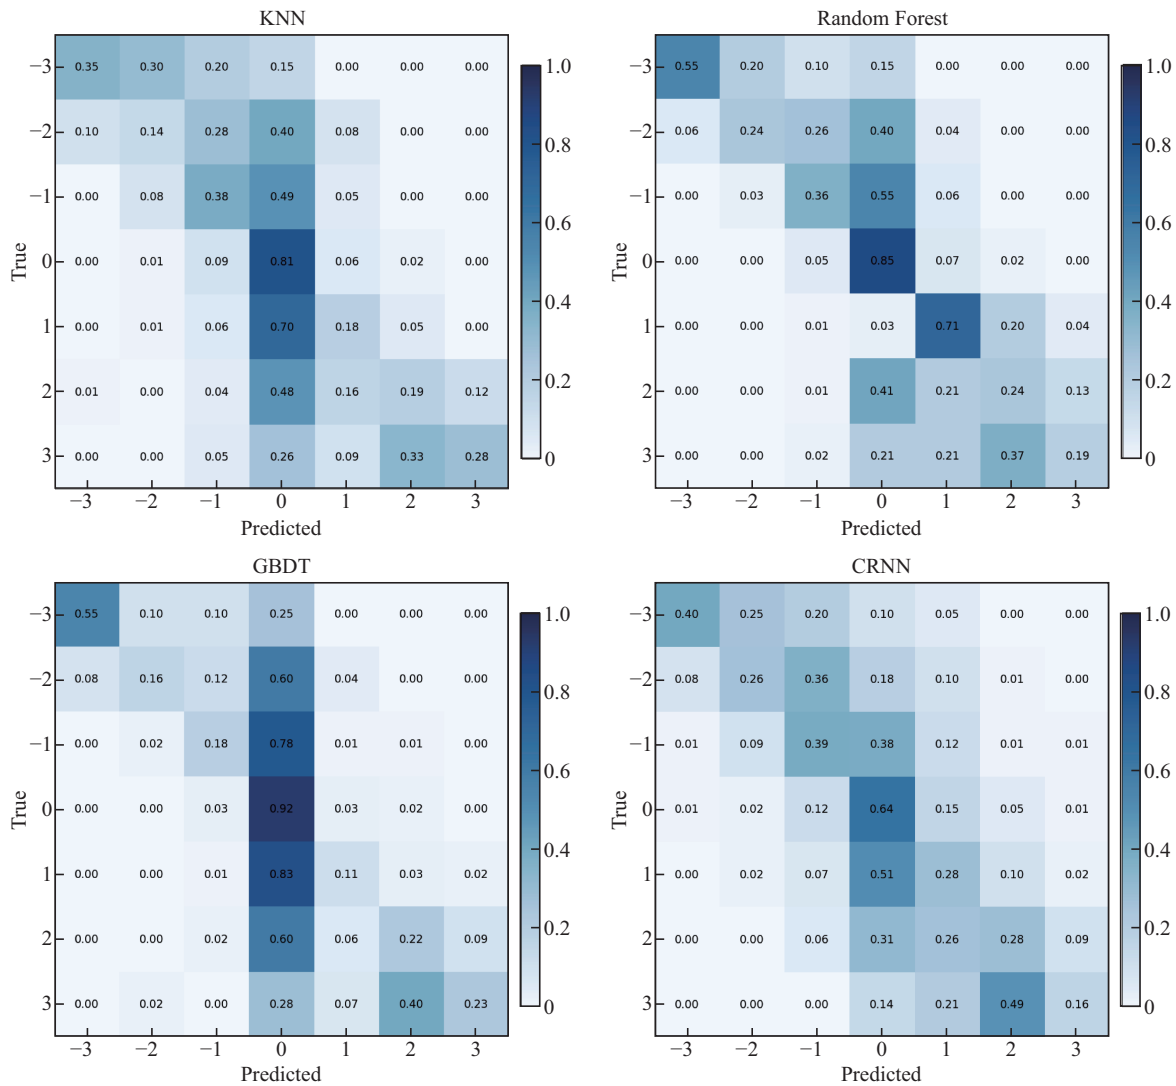 KNN
−3 0.35 0.30 0.20 0.15 0.00 0.00 0.00
−2 0.10 0.14 0.28 0.40 0.08 0.00 0.00
−1 0.00 0.08 0.38 0.49 0.05 0.00 0.00
0 0.00 0.01 0.09 0.81 0.06 0.02 0.00
1 0.00 0.01 0.06 0.70 0.18 0.05 0.00
2 0.01 0.00 0.04 0.48 0.16 0.19 0.12
3 0.00 0.00 0.05 0.26 0.09 0.33 0.28
−3 −2 −1 0 1 2 3
Predicted
True
1.0
0.8
0.6
0.4
0.2
0
Random Forest
−3 0.55 0.20 0.10 0.15 0.00 0.00 0.00
−2 0.06 0.24 0.26 0.40 0.04 0.00 0.00
−1 0.00 0.03 0.36 0.55 0.06 0.00 0.00
0 0.00 0.00 0.05 0.85 0.07 0.02 0.00
1 0.00 0.00 0.01 0.03 0.71 0.20 0.04
2 0.00 0.00 0.01 0.41 0.21 0.24 0.13
3 0.00 0.00 0.02 0.21 0.21 0.37 0.19
−3 −2 −1 0 1 2 3
Predicted
True
1.0
0.8
0.6
0.4
0.2
0
GBDT
−3 0.55 0.10 0.10 0.25 0.00 0.00 0.00
−2 0.08 0.16 0.12 0.60 0.04 0.00 0.00
−1 0.00 0.02 0.18 0.78 0.01 0.01 0.00
0 0.00 0.00 0.03 0.92 0.03 0.02 0.00
1 0.00 0.00 0.01 0.83 0.11 0.03 0.02
2 0.00 0.00 0.02 0.60 0.06 0.22 0.09
3 0.00 0.02 0.00 0.28 0.07 0.40 0.23
−3 −2 −1 0 1 2 3
Predicted
True
1.0
0.8
0.6
0.4
0.2
0
CRNN
−3 0.40 0.25 0.20 0.10 0.05 0.00 0.00
−2 0.08 0.26 0.36 0.18 0.10 0.01 0.00
−1 0.01 0.09 0.39 0.38 0.12 0.01 0.01
0 0.01 0.02 0.12 0.64 0.15 0.05 0.01
1 0.00 0.02 0.07 0.51 0.28 0.10 0.02
2 0.00 0.00 0.06 0.31 0.26 0.28 0.09
3 0.00 0.00 0.00 0.14 0.21 0.49 0.16
−3 −2 −1 0 1 2 3
Predicted
True
1.0
0.8
0.6
0.4
0.2
0